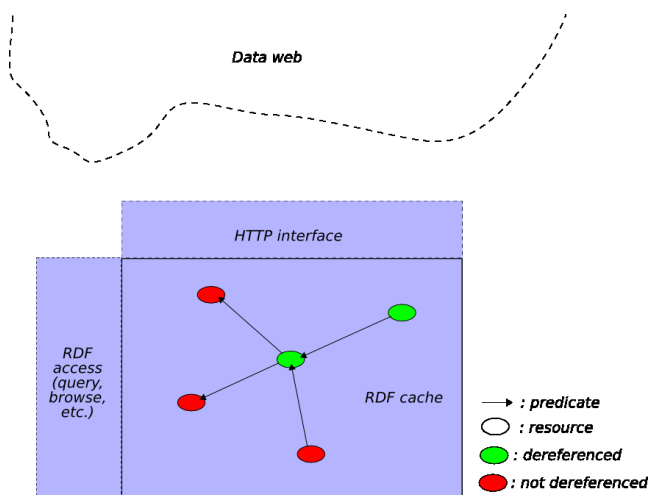 Data web
HTTP interface
RDF
access
(query,
browse,
etc.)
RDF cache
: predicate
: resource
: dereferenced
: not dereferenced